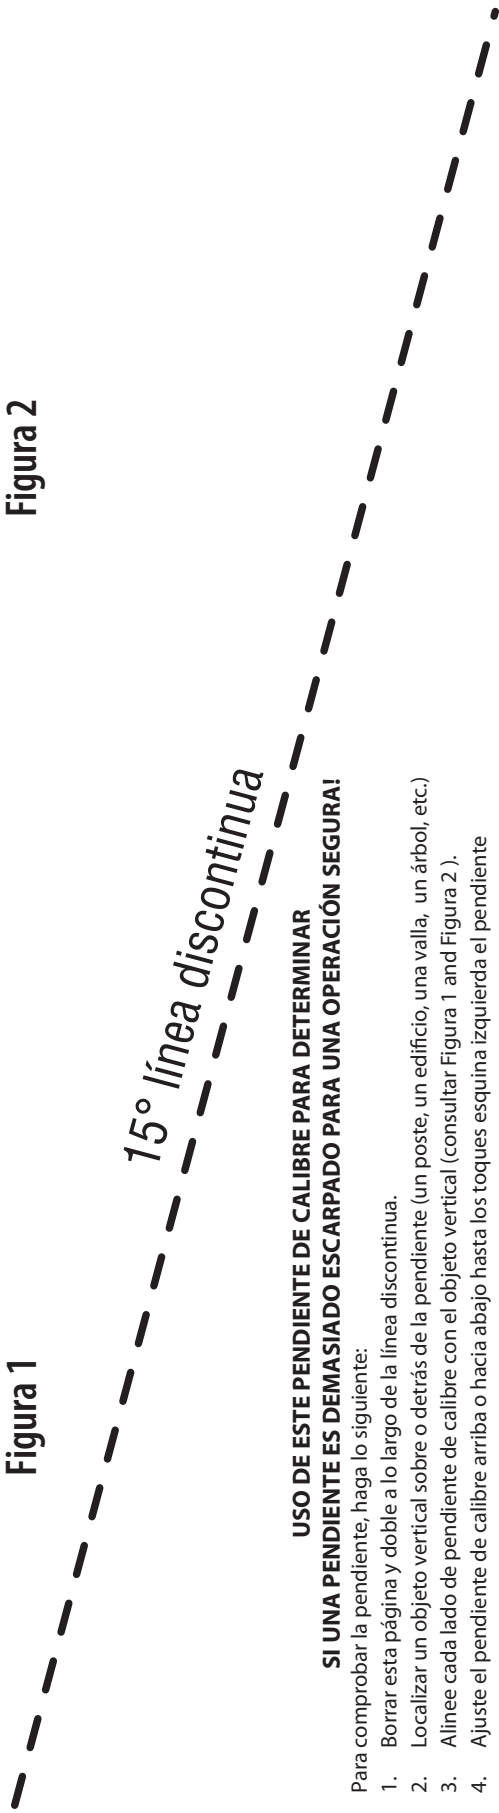 Figura 1
Figura 2
15° línea discontinua
USO DE ESTE PENDIENTE DE CALIBRE PARA DETERMINAR
SI UNA PENDIENTE ES DEMASIADO ESCARPADO PARA UNA OPERACIÓN SEGURA!
Para comprobar la pendiente, haga lo siguiente:
1. Borrar esta página y doble a lo largo de la línea discontinua.
2. Localizar un objeto vertical sobre o detrás de la pendiente (un poste, un edificio, una valla, un árbol, etc.)
3. Alinee cada lado de pendiente de calibre con el objeto vertical (consultar Figura 1 and Figura 2 ).
4. Ajuste el pendiente de calibre arriba o hacia abajo hasta los toques esquina izquierda el pendiente